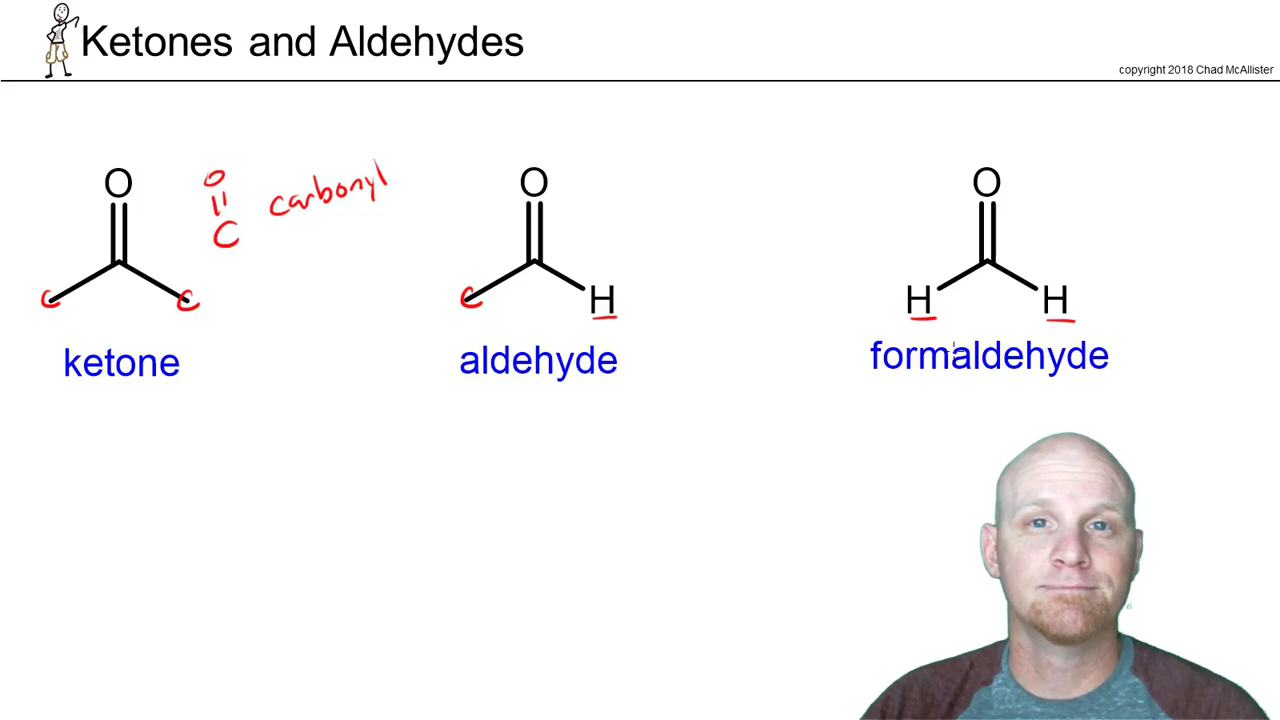 Ketones and Aldehydes
copyright 2018 Chad McAllister
O
O
C
carbonyl
O
O
C
C
C
H
H
H
ketone
aldehyde
formaldehyde